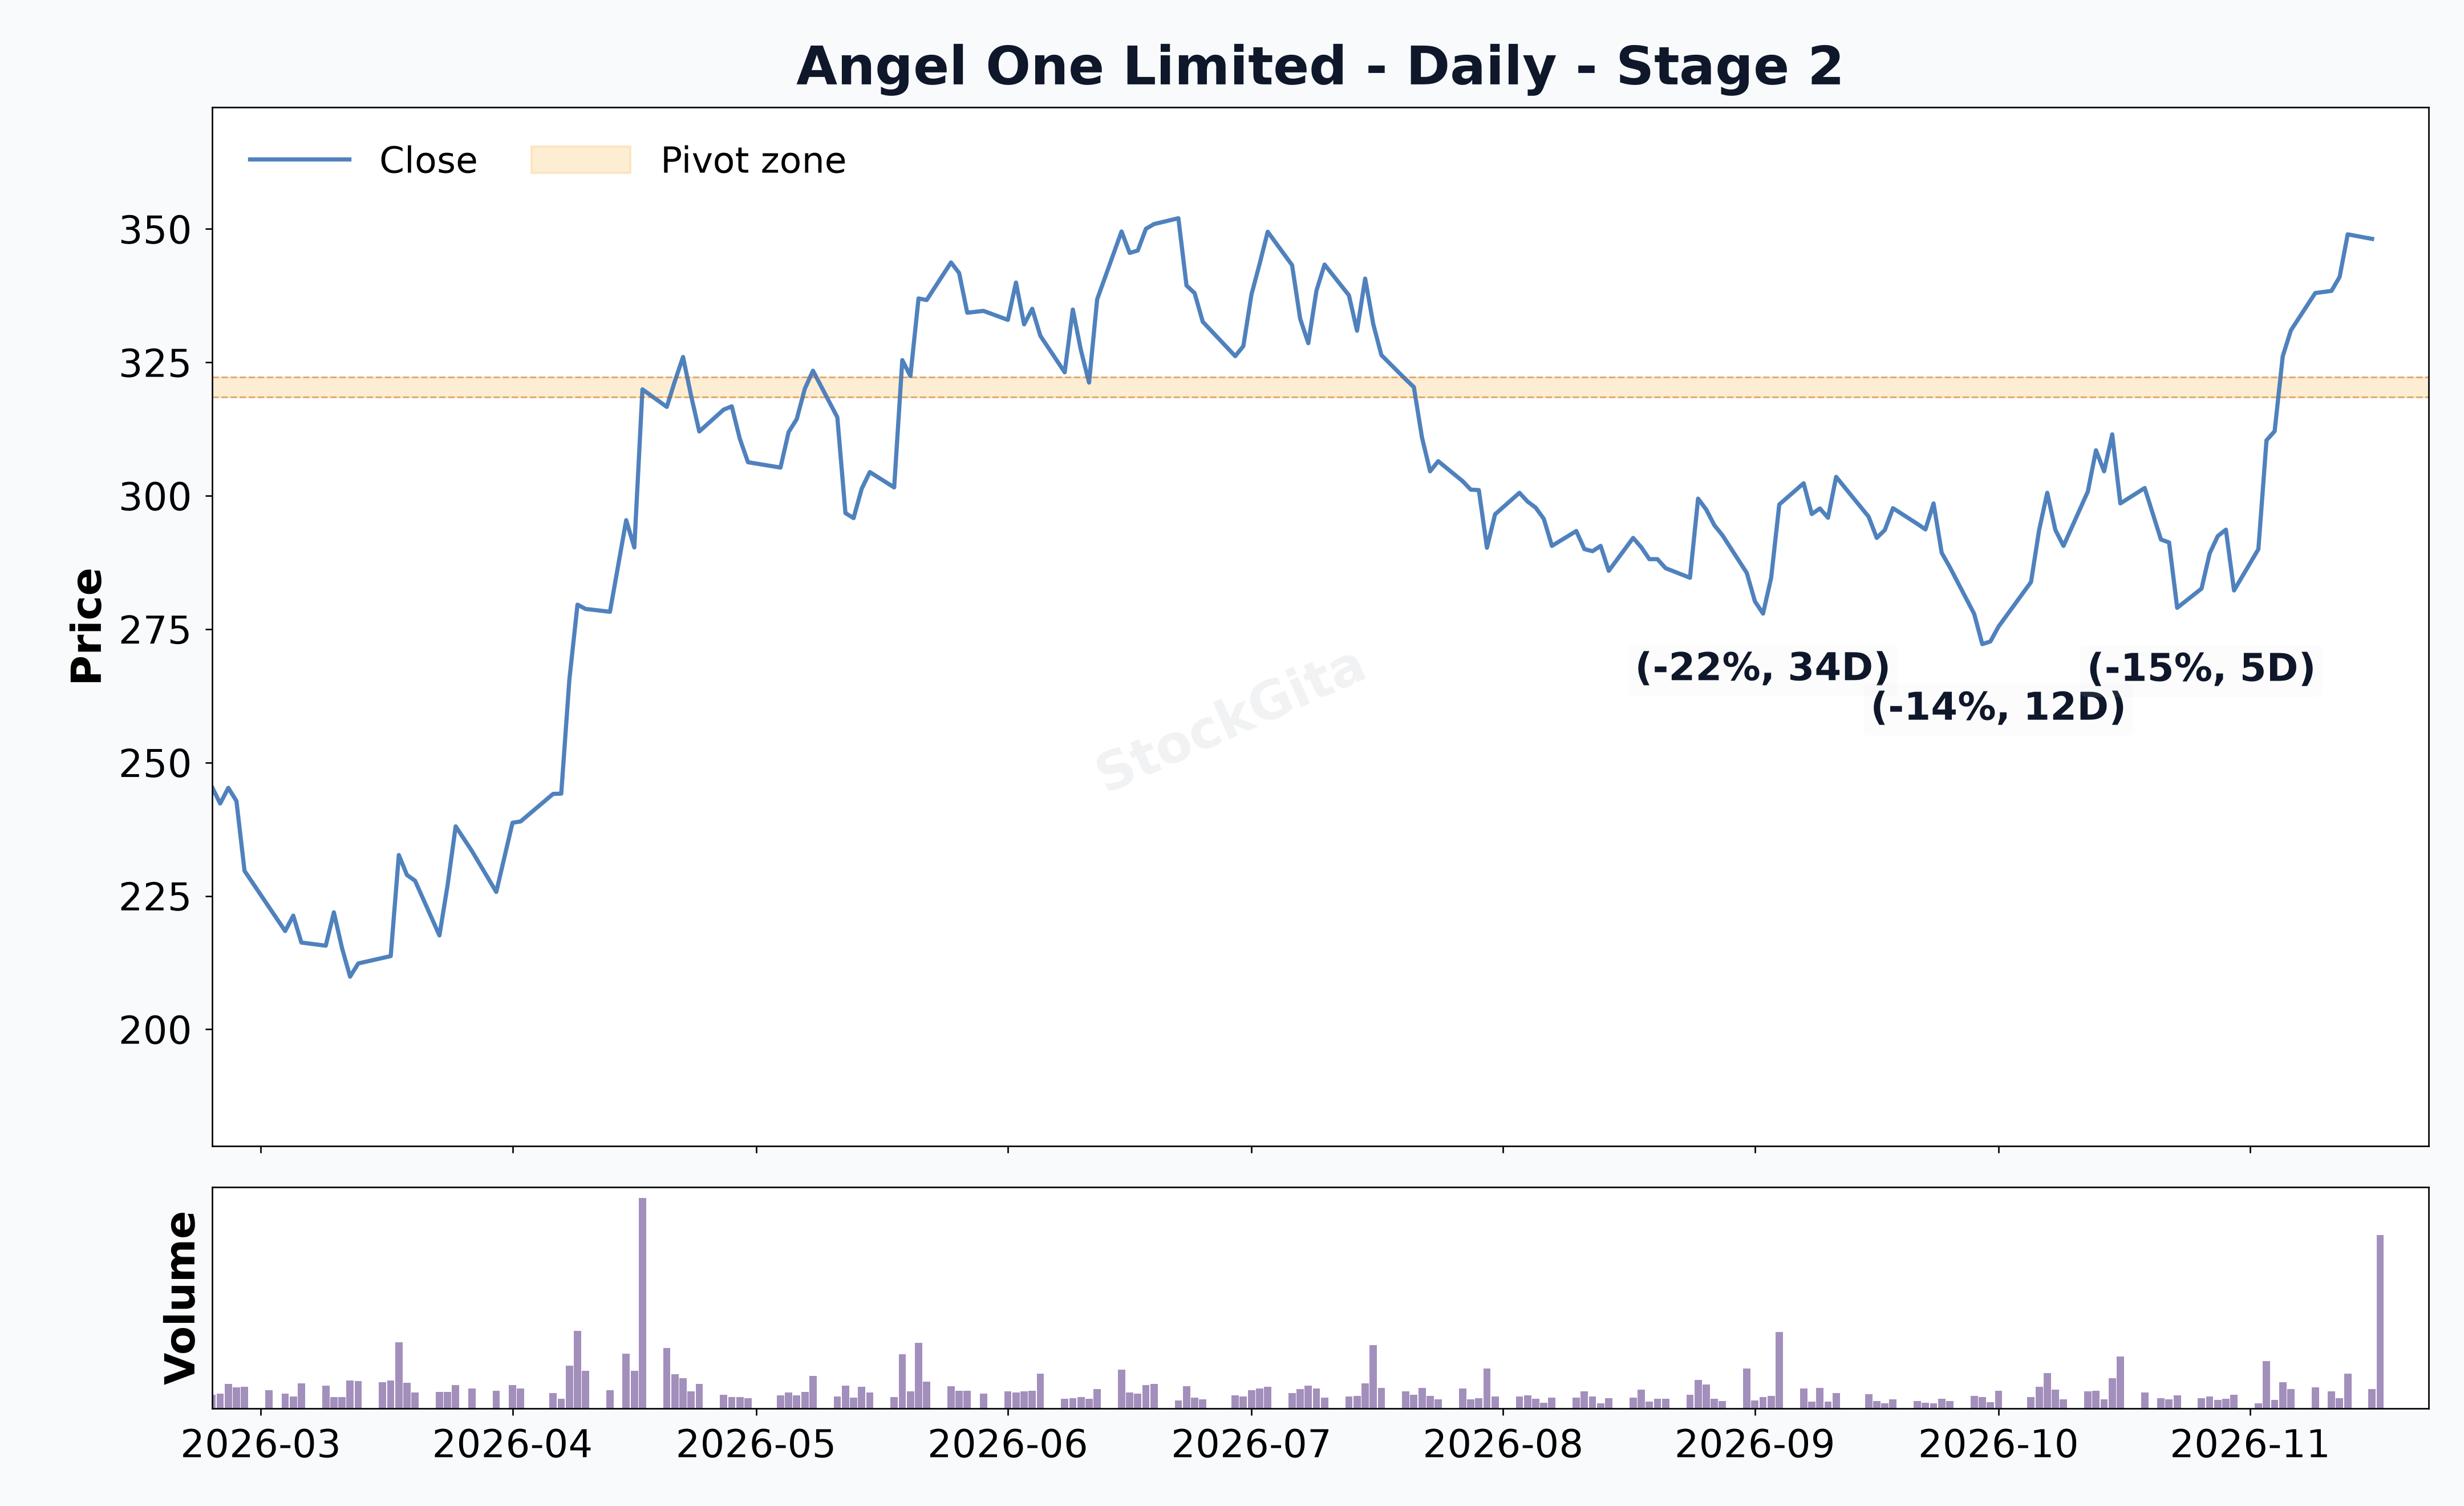 Angel One Limited - Daily - Stage 2
Close
Pivot zone
350
325
300
275
250
225
200
Price
(-22%, 34D)
(-15%, 5D)
(-14%, 12D)
StockGita
Volume
2026-03
2026-04
2026-05
2026-06
2026-07
2026-08
2026-09
2026-10
2026-11